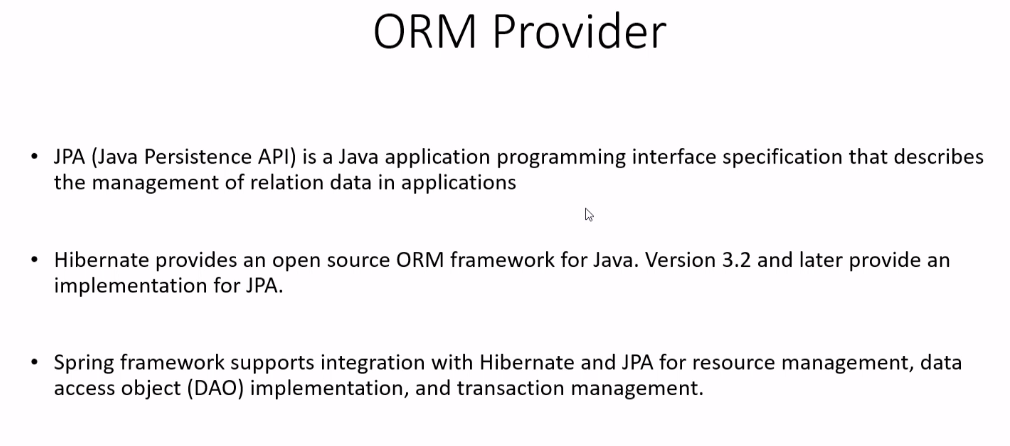 ORM Provider
• JPA (Java Persistence API) is a Java application programming interface specification that describes
the management of relation data in applications
• Hibernate provides an open source ORM framework for Java. Version 3.2 and later provide an
implementation for JPA.
• Spring framework supports integration with Hibernate and JPA for resource management, data
access object (DAO) implementation, and transaction management.